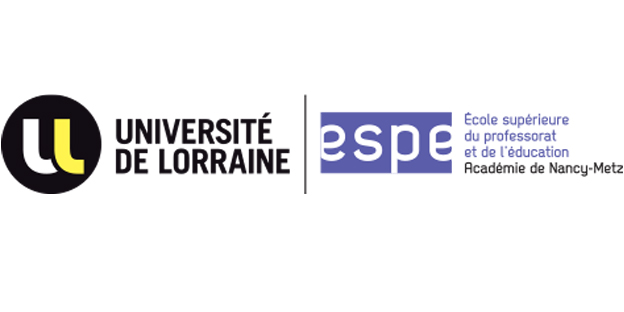 UNIVERSITÉ
DE LORRAINE
espe
École supérieure
du professorat
et de l'éducation
Académie de Nancy-Metz